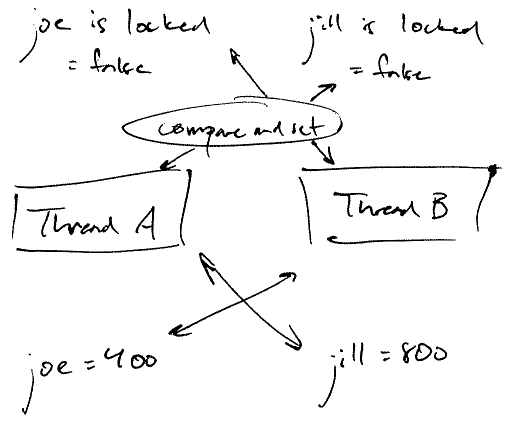 joe is locked
= false
jill is locked
= false
compare and set
Thread A
Thread B
joe = 400
jill = 800